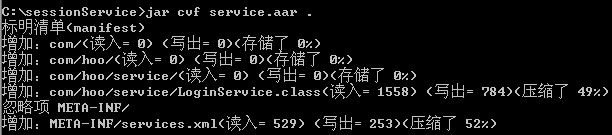 C:\sessionService>jar cvf service.aar .
标明清单(manifest)
增加: com/(读入= 0) (写出= 0)(存储了 0%)
增加: com/hoo/(读入= 0) (写出= 0)(存储了 0%)
增加: com/hoo/service/(读入= 0) (写出= 0)(存储了 0%)
增加: com/hoo/service/LoginService.class(读入= 1558) (写出= 784)(压缩了 49%)
忽略项 META-INF/
增加: META-INF/services.xml(读入= 529) (写出= 253)(压缩了 52%)